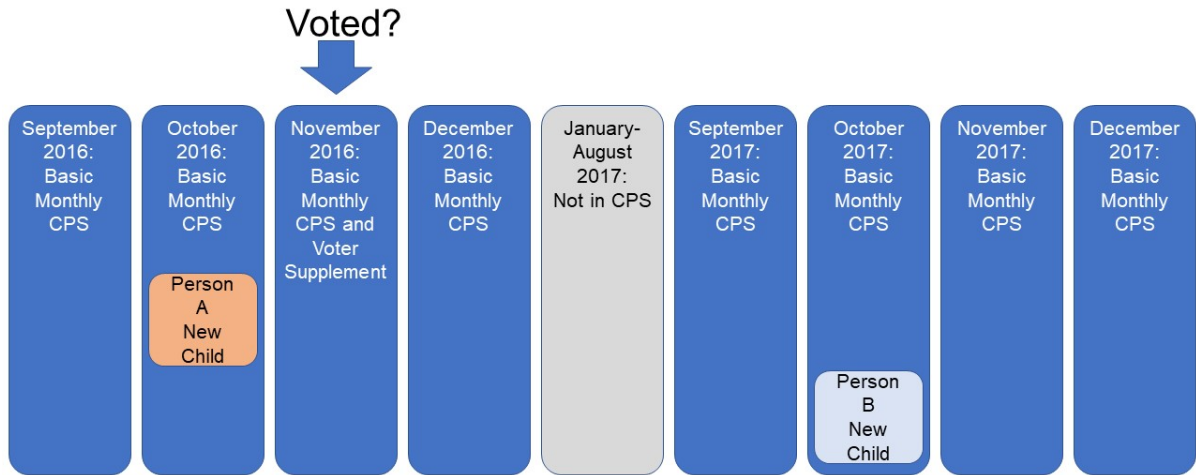 Voted?
September
2016:
Basic
Monthly
CPS
October
2016:
Basic
Monthly
CPS
Person
A
New
Child
November
2016:
Basic
Monthly
CPS and
Voter
Supplement
December
2016:
Basic
Monthly
CPS
January-
August
2017:
Not in CPS
September
2017:
Basic
Monthly
CPS
October
2017:
Basic
Monthly
CPS
Person
B
New
Child
November
2017:
Basic
Monthly
CPS
December
2017:
Basic
Monthly
CPS